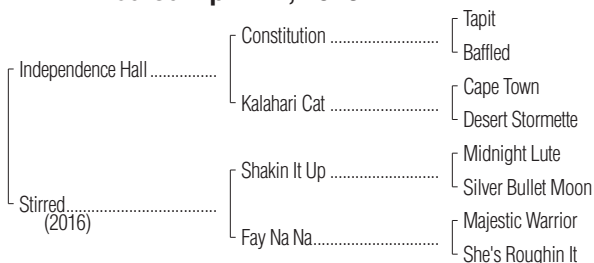 Constitution ............................
Tapit
Baffled
Independence Hall .................
Kalahari Cat ............................
Cape Town
Desert Stormette
Shakin It Up ............................
Midnight Lute
Silver Bullet Moon
Stirred.......................................
(2016)
Fay Na Na................................
Majestic Warrior
She's Roughin It